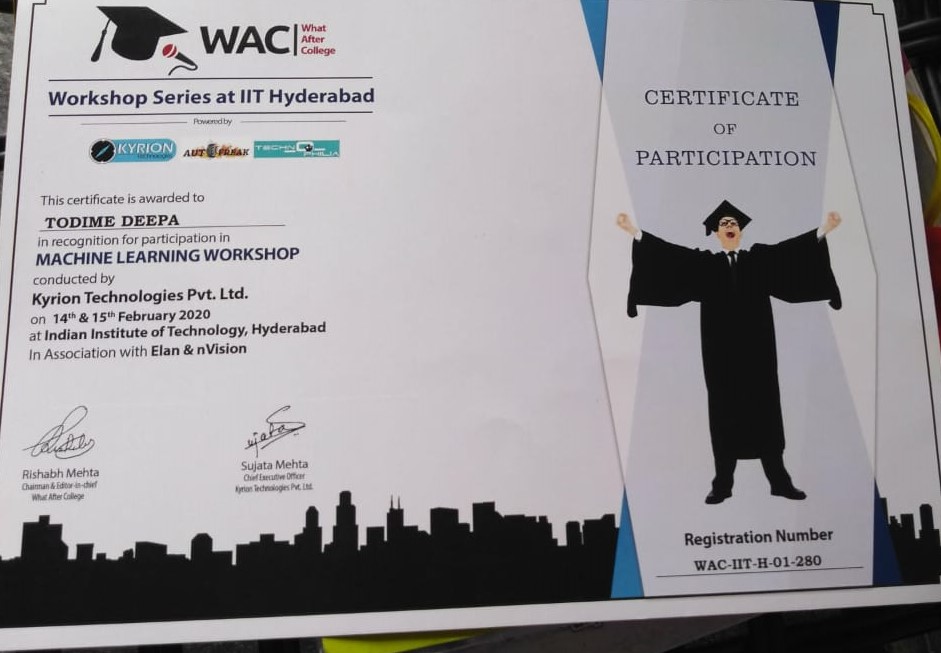 WAC
What
After
College
Workshop Series at IIT Hyderabad
Powered by
KYRION
technologies
AUTOFREAK
TECHNOPHILIA
This certificate is awarded to
TODIME DEEPA
in recognition for participation in
MACHINE LEARNING WORKSHOP
conducted by
Kyrion Technologies Pvt. Ltd.
on 14th & 15th February 2020
at Indian Institute of Technology, Hyderabad
In Association with Elan & nVision
Rishabh Mehta
Chairman & Editor-in-chief
What After College
Sujata Mehta
Chief Executive Officer
Kyrion Technologies Pvt. Ltd.
CERTIFICATE
OF
PARTICIPATION
Registration Number
WAC-IIT-H-01-280